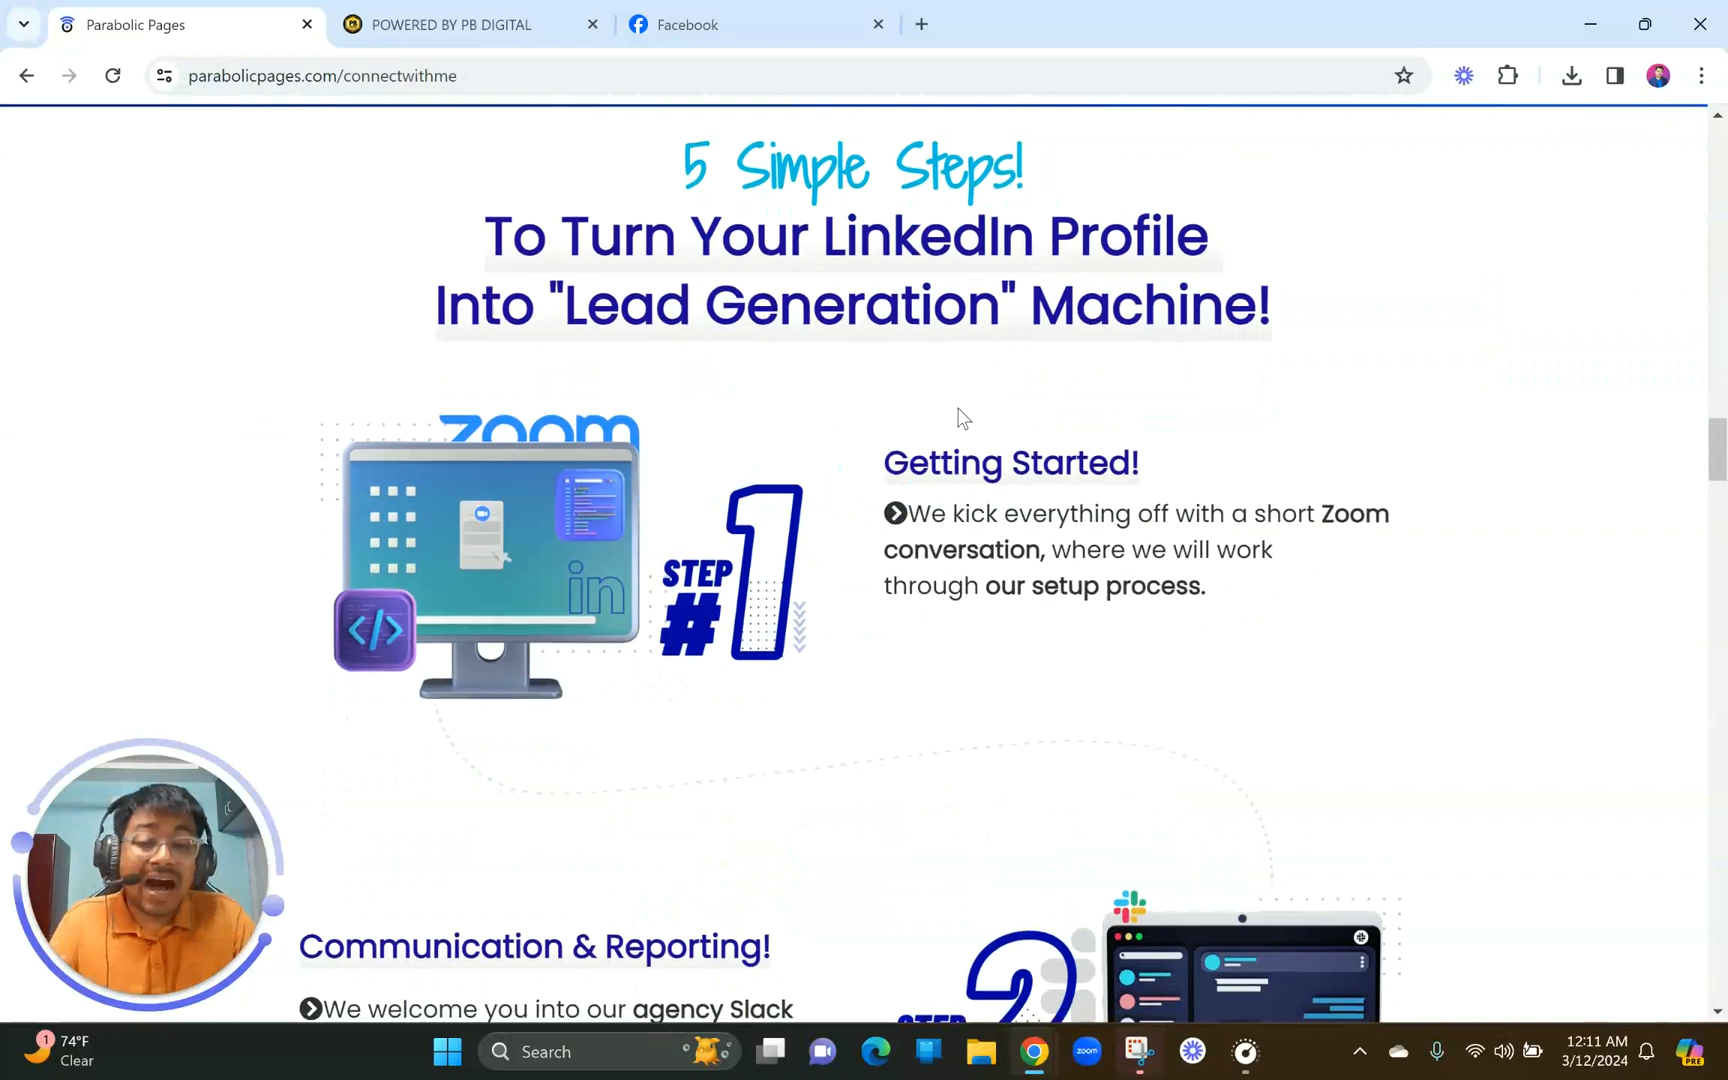 Parabolic Pages
POWERED BY PB DIGITAL
Facebook
parabolicpages.com/connectwithme
5 Simple Steps!
To Turn Your LinkedIn Profile
Into "Lead Generation" Machine!
zoom
in
</>
STEP
#1
Getting Started!
We kick everything off with a short Zoom
conversation, where we will work
through our setup process.
Communication & Reporting!
We welcome you into our agency Slack
STEP
2
1
74°F
Clear
Search
zoom
12:11 AM
3/12/2024
PRE